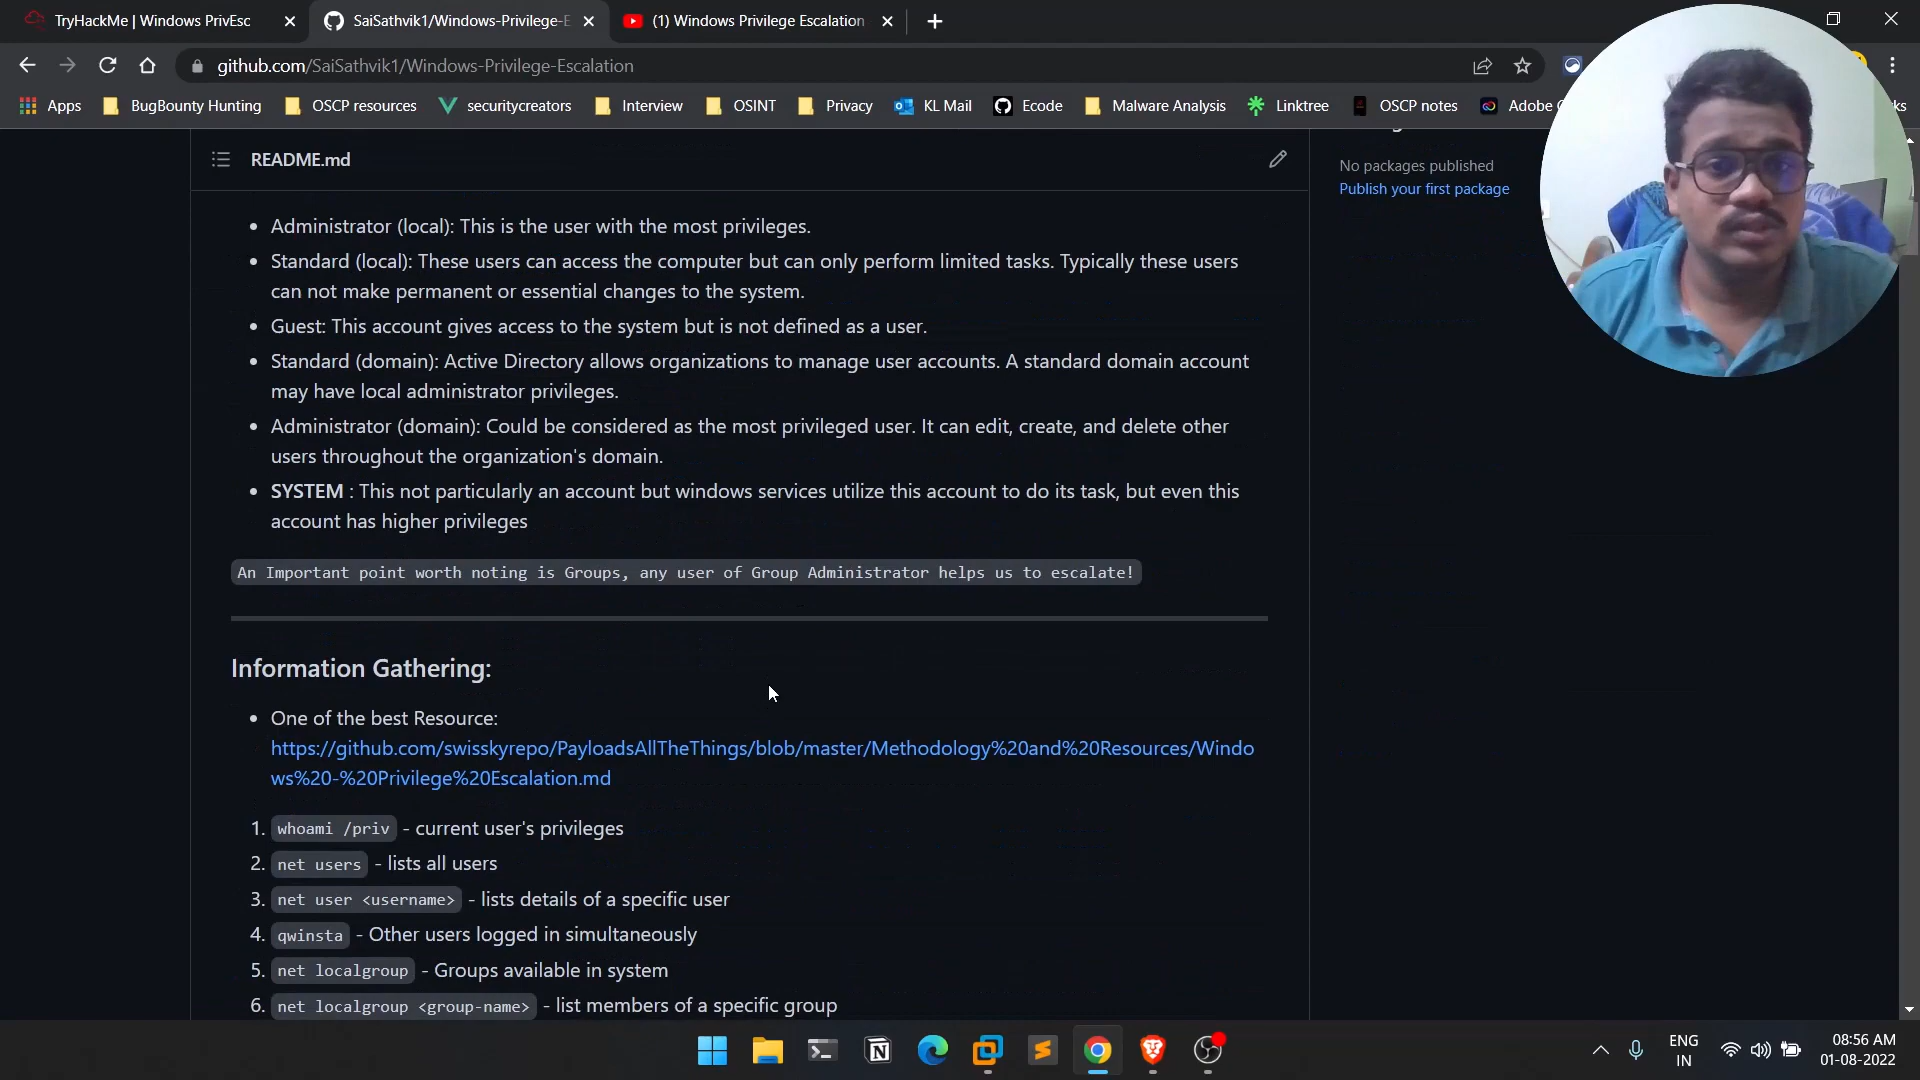 TryHackMe | Windows PrivEsc
SaiSathvik1/Windows-Privilege-E
(1) Windows Privilege Escalation
github.com/SaiSathvik1/Windows-Privilege-Escalation
Apps BugBounty Hunting OSCP resources securitycreators Interview OSINT Privacy KL Mail Ecode Malware Analysis Linktree OSCP notes Adobe
README.md
No packages published
Publish your first package
• Administrator (local): This is the user with the most privileges.
• Standard (local): These users can access the computer but can only perform limited tasks. Typically these users
can not make permanent or essential changes to the system.
• Guest: This account gives access to the system but is not defined as a user.
• Standard (domain): Active Directory allows organizations to manage user accounts. A standard domain account
may have local administrator privileges.
• Administrator (domain): Could be considered as the most privileged user. It can edit, create, and delete other
users throughout the organization's domain.
• SYSTEM : This not particularly an account but windows services utilize this account to do its task, but even this
account has higher privileges
An Important point worth noting is Groups, any user of Group Administrator helps us to escalate!
Information Gathering:
• One of the best Resource:
https://github.com/swisskyrepo/PayloadsAllTheThings/blob/master/Methodology%20and%20Resources/Windo
ws%20-%20Privilege%20Escalation.md
1. whoami /priv - current user's privileges
2. net users - lists all users
3. net user <username> - lists details of a specific user
4. qwinsta - Other users logged in simultaneously
5. net localgroup - Groups available in system
6. net localgroup <group-name> - list members of a specific group
ENG
IN
08:56 AM
01-08-2022